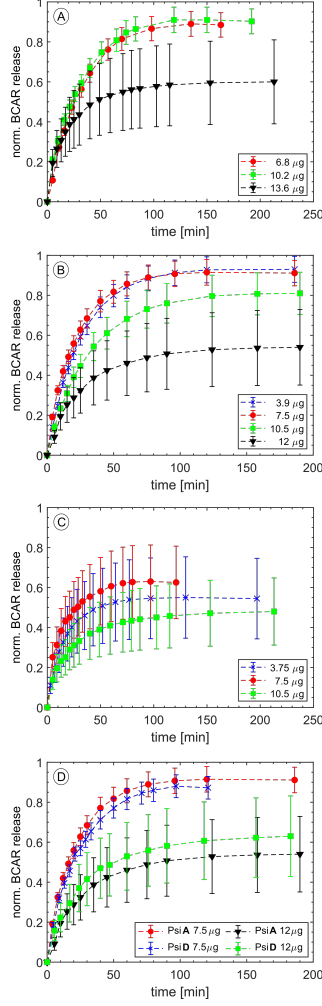 A
norm. BCAR release
1
0.8
0.6
0.4
0.2
0
6.8 μg
10.2 μg
13.6 μg
0 50 100 150 200 250
time [min]
B
norm. BCAR release
1
0.8
0.6
0.4
0.2
0
3.9 μg
7.5 μg
10.5 μg
12 μg
0 50 100 150 200
time [min]
C
norm. BCAR release
1
0.8
0.6
0.4
0.2
0
3.75 μg
7.5 μg
10.5 μg
0 50 100 150 200
time [min]
D
norm. BCAR release
1
0.8
0.6
0.4
0.2
0
PsiA 7.5μg PsiA 12μg
PsiD 7.5μg PsiD 12μg
0 50 100 150 200
time [min]